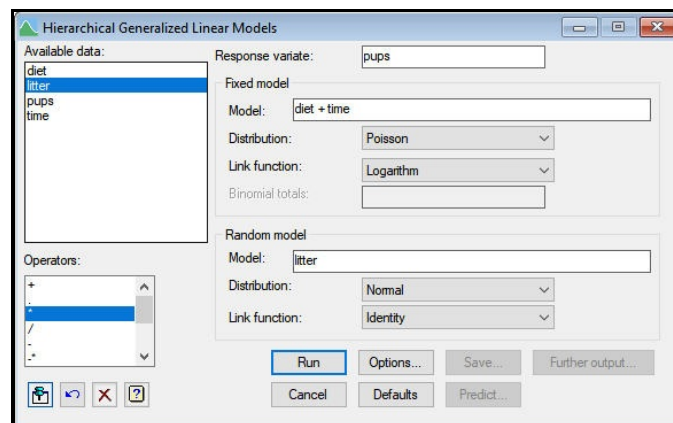 Hierarchical Generalized Linear Models
Available data:
diet
litter
pups
time
Response variate: pups
Fixed model
Model: diet + time
Distribution: Poisson
Link function: Logarithm
Binomial totals:
Random model
Model: litter
Distribution: Normal
Link function: Identity
Operators:
+
.
*
/
-
-*
Run Options... Save... Further output...
Cancel Defaults Predict...